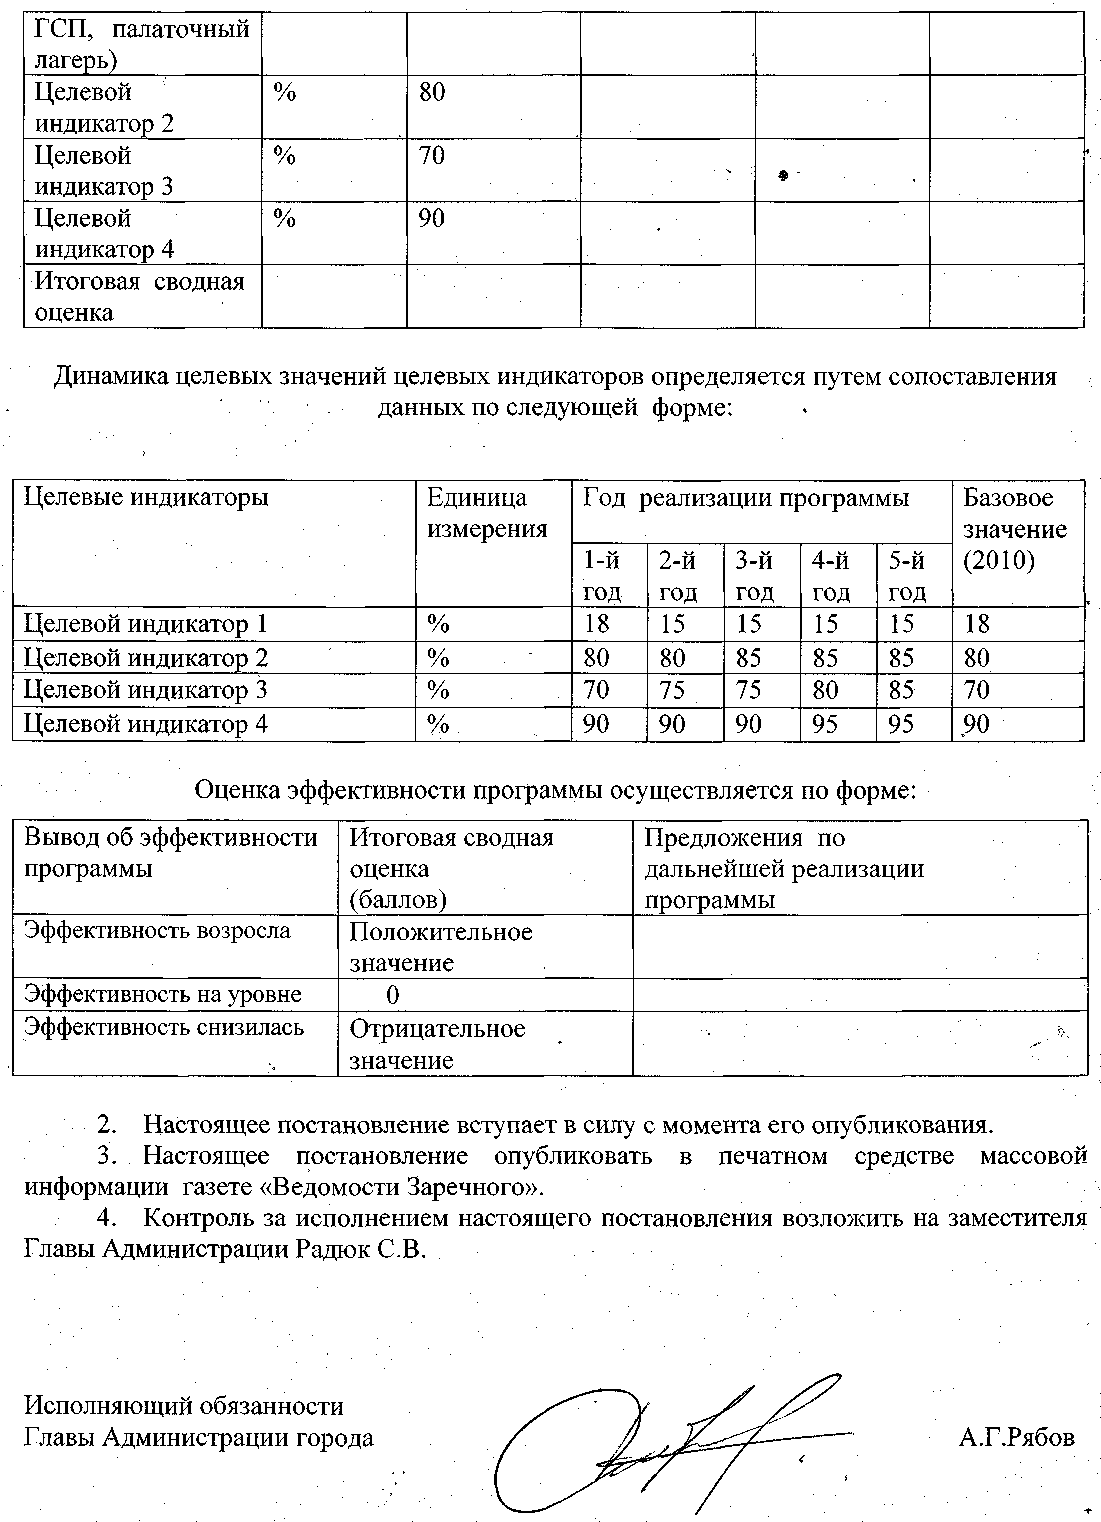 ГСП, палаточный
лагерь)
Целевой % 80
индикатор 2
Целевой % 70
индикатор 3
Целевой % 90
индикатор 4
Итоговая сводная
оценка
Динамика целевых значений целевых индикаторов определяется путем сопоставления
данных по следующей форме:
Целевые индикаторы Единица Год реализации программы Базовое
измерения значение
1-й 2-й 3-й 4-й 5-й (2010)
год год год год год
Целевой индикатор 1 % 18 15 15 15 15 18
Целевой индикатор 2 % 80 80 85 85 85 80
Целевой индикатор 3 % 70 75 75 80 85 70
Целевой индикатор 4 % 90 90 90 95 95 90
Оценка эффективности программы осуществляется по форме:
Вывод об эффективности Итоговая сводная Предложения по
программы оценка дальнейшей реализации
(баллов) программы
Эффективность возросла Положительное
значение
Эффективность на уровне 0
Эффективность снизилась Отрицательное
значение
2. Настоящее постановление вступает в силу с момента его опубликования.
3. Настоящее постановление опубликовать в печатном средстве массовой
информации газете «Ведомости Заречного».
4. Контроль за исполнением настоящего постановления возложить на заместителя
Главы Администрации Радюк С.В.
Исполняющий обязанности
Главы Администрации города А.Г.Рябов